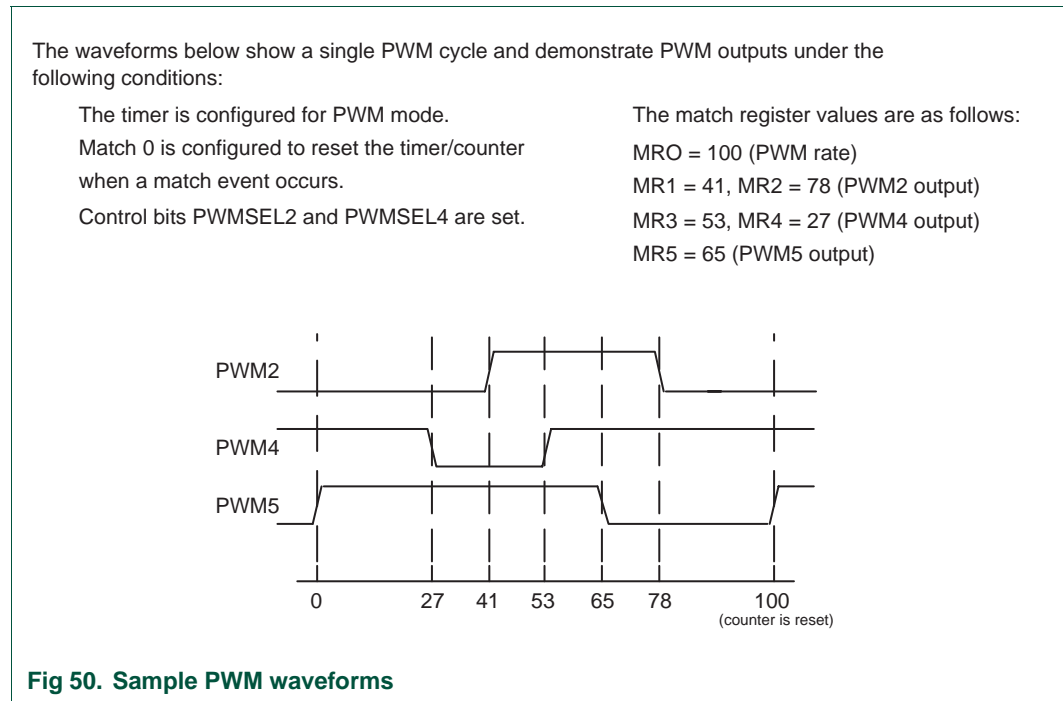 The waveforms below show a single PWM cycle and demonstrate PWM outputs under the
following conditions:
The timer is configured for PWM mode.
Match 0 is configured to reset the timer/counter
when a match event occurs.
Control bits PWMSEL2 and PWMSEL4 are set.
The match register values are as follows:
MRO = 100 (PWM rate)
MR1 = 41, MR2 = 78 (PWM2 output)
MR3 = 53, MR4 = 27 (PWM4 output)
MR5 = 65 (PWM5 output)
PWM2
PWM4
PWM5
0 27 41 53 65 78 100
(counter is reset)
Fig 50. Sample PWM waveforms